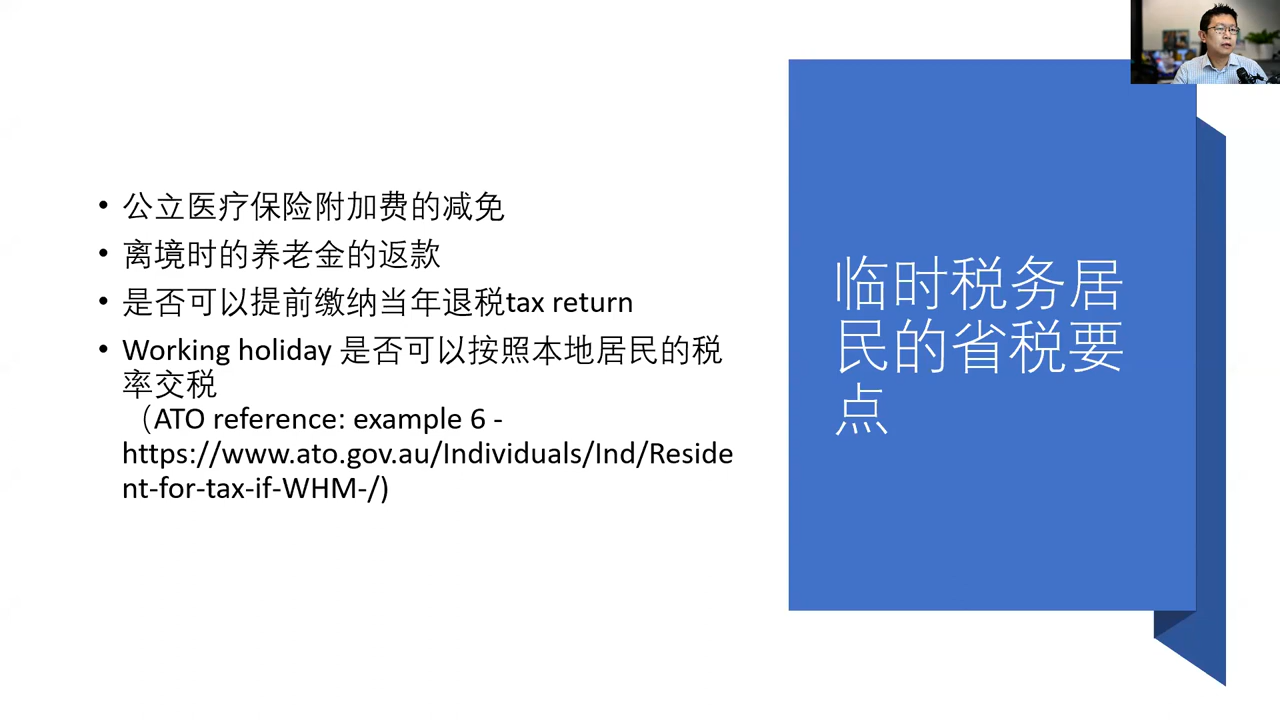 • 公立医疗保险附加费的减免
• 离境时的养老金的返款
• 是否可以提前缴纳当年退税tax return
• Working holiday 是否可以按照本地居民的税
率交税
（ATO reference: example 6 -
https://www.ato.gov.au/Individuals/Ind/Reside
nt-for-tax-if-WHM-/)
临时税务居
民的省税要
点